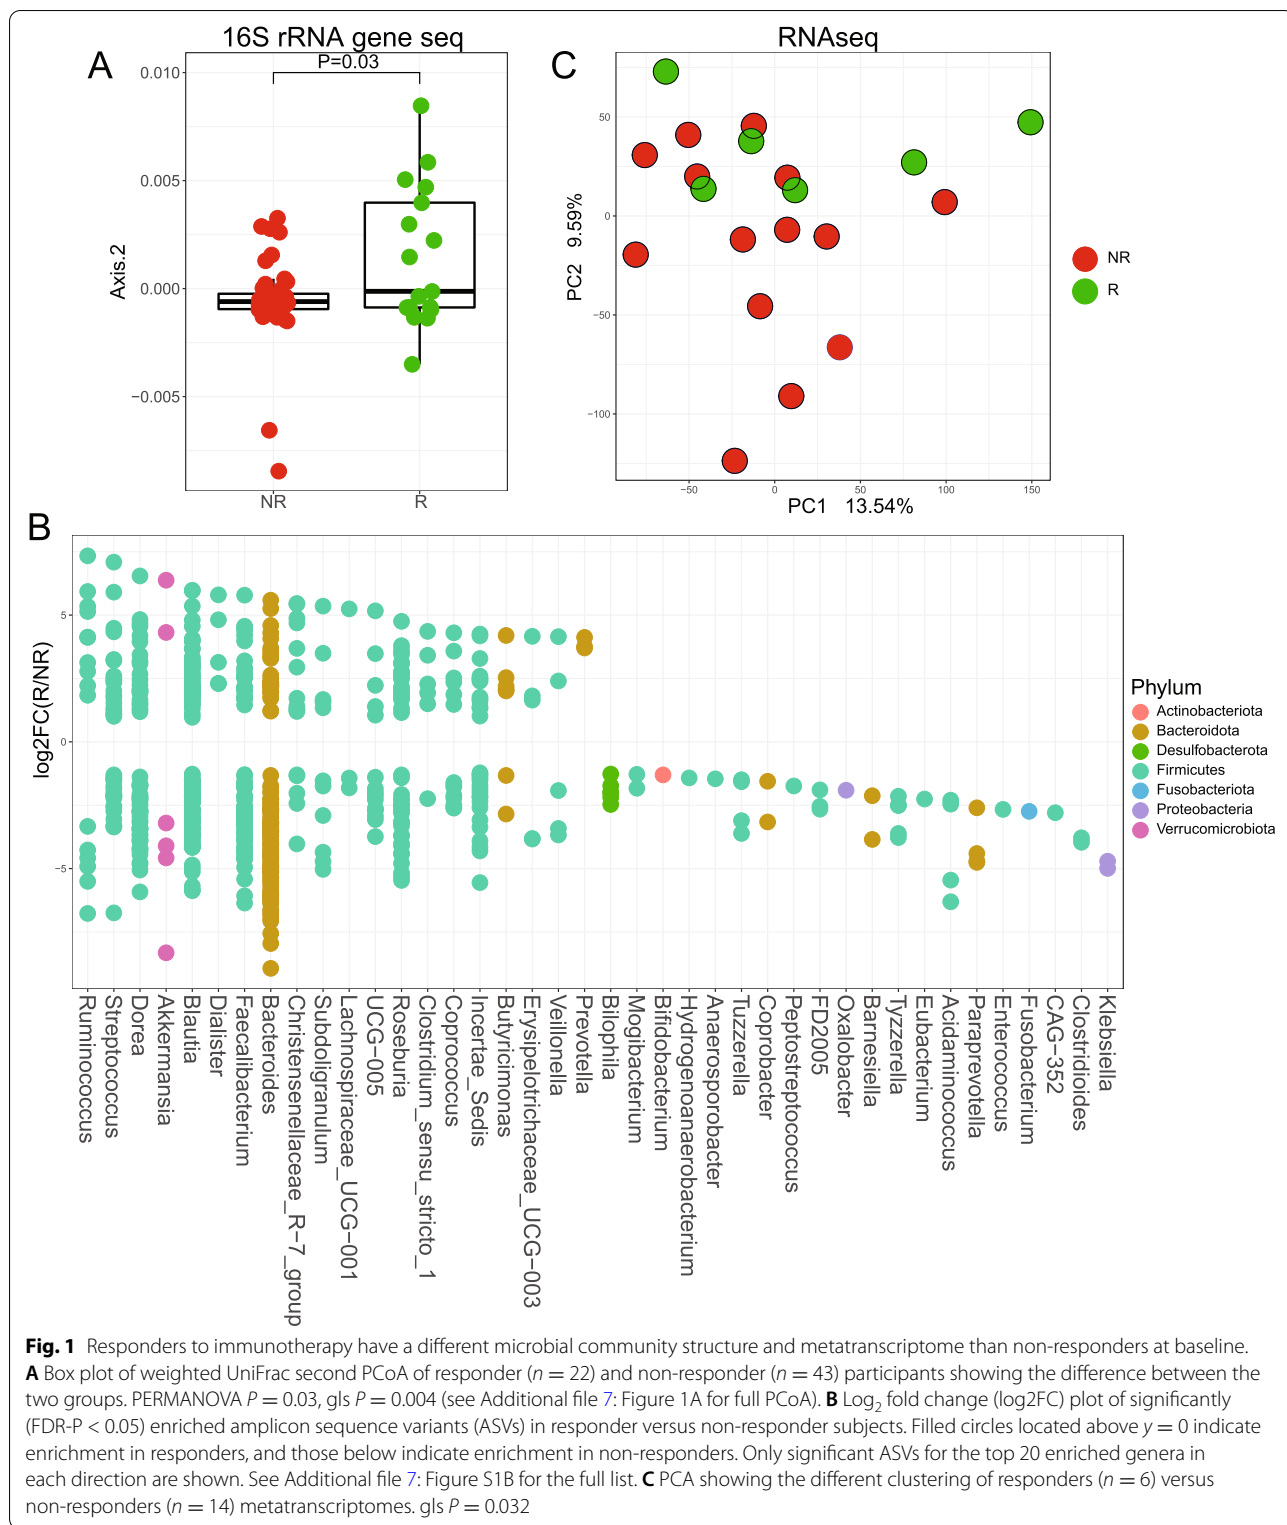 A
16S rRNA gene seq
P=0.03
0.010
0.005
0.000
−0.005
Axis.2
NR
R
C
RNAseq
50
0
−50
−100
PC2 9.59%
−50
0
50
100
150
PC1 13.54%
NR
R
B
5
0
−5
log2FC(R/NR)
Ruminococcus
Streptococcus
Dorea
Akkermansia
Blautia
Dialister
Faecalibacterium
Bacteroides
Christensenellaceae_R−7_group
Subdoligranulum
Lachnospiraceae_UCG−001
UCG−005
Roseburia
Clostridium_sensu_stricto_1
Coprococcus
Incertae_Sedis
Butyricimonas
Erysipelotrichaceae_UCG−003
Veillonella
Prevotella
Bilophila
Mogibacterium
Bifidobacterium
Hydrogenoanaerobacterium
Anaerosporobacter
Tuzzerella
Coprobacter
Peptostreptococcus
FD2005
Oxalobacter
Barnesiella
Tyzzerella
Eubacterium
Acidaminococcus
Paraprevotella
Enterococcus
Fusobacterium
CAG−352
Clostridioides
Klebsiella
Phylum
Actinobacteriota
Bacteroidota
Desulfobacterota
Firmicutes
Fusobacteriota
Proteobacteria
Verrucomicrobiota
Fig. 1 Responders to immunotherapy have a different microbial community structure and metatranscriptome than non-responders at baseline.
A Box plot of weighted UniFrac second PCoA of responder (n = 22) and non-responder (n = 43) participants showing the difference between the
two groups. PERMANOVA P = 0.03, gls P = 0.004 (see Additional file 7: Figure 1A for full PCoA). B Log2 fold change (log2FC) plot of significantly
(FDR-P < 0.05) enriched amplicon sequence variants (ASVs) in responder versus non-responder subjects. Filled circles located above y = 0 indicate
enrichment in responders, and those below indicate enrichment in non-responders. Only significant ASVs for the top 20 enriched genera in
each direction are shown. See Additional file 7: Figure S1B for the full list. C PCA showing the different clustering of responders (n = 6) versus
non-responders (n = 14) metatranscriptomes. gls P = 0.032